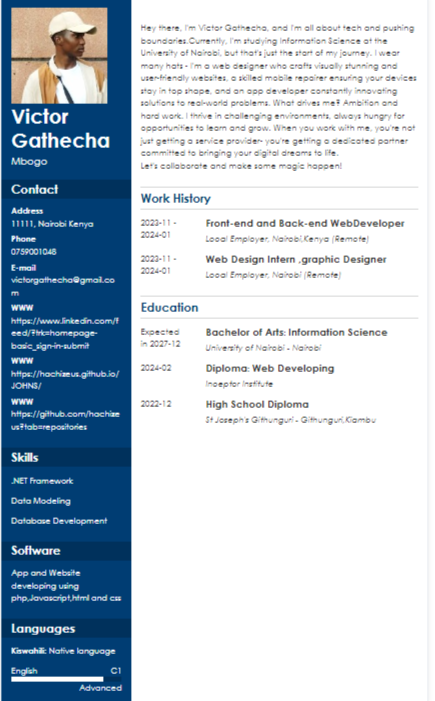 Victor
Gathecha
Mbogo
Contact
Address
11111, Nairobi Kenya
Phone
0759001048
E-mail
victorgathecha@gmail.co
m
WWW
https://www.linkedin.com/f
eed/?trk=homepage-
basic_sign-in-submit
WWW
https://hachizeus.github.io/
JOHNS/
WWW
https://github.com/hachize
us?tab=repositories
Skills
.NET Framework
Data Modeling
Database Development
Software
App and Website
developing using
php,Javascript,html and css
Languages
Kiswahili: Native language
English C1
Advanced
Hey there, I'm Victor Gathecha, and I'm all about tech and pushing
boundaries.Currently, I'm studying Information Science at the
University of Nairobi, but that's just the start of my journey. I wear
many hats - I'm a web designer who crafts visually stunning and
user-friendly websites, a skilled mobile repairer ensuring your devices
stay in top shape, and an app developer constantly innovating
solutions to real-world problems. What drives me? Ambition and
hard work. I thrive in challenging environments, always hungry for
opportunities to learn and grow. When you work with me, you're not
just getting a service provider- you're getting a dedicated partner
committed to bringing your digital dreams to life.
Let's collaborate and make some magic happen!
Work History
2023-11 -
2024-01
Front-end and Back-end WebDeveloper
Local Employer, Nairobi,Kenya (Remote)
2023-11 -
2024-01
Web Design Intern ,graphic Designer
Local Employer, Nairobi (Remote)
Education
Expected
in 2027-12
Bachelor of Arts: Information Science
University of Nairobi - Nairobi
2024-02
Diploma: Web Developing
Inceptor Institute
2022-12
High School Diploma
St Joseph's Githunguri - Githunguri,Kiambu